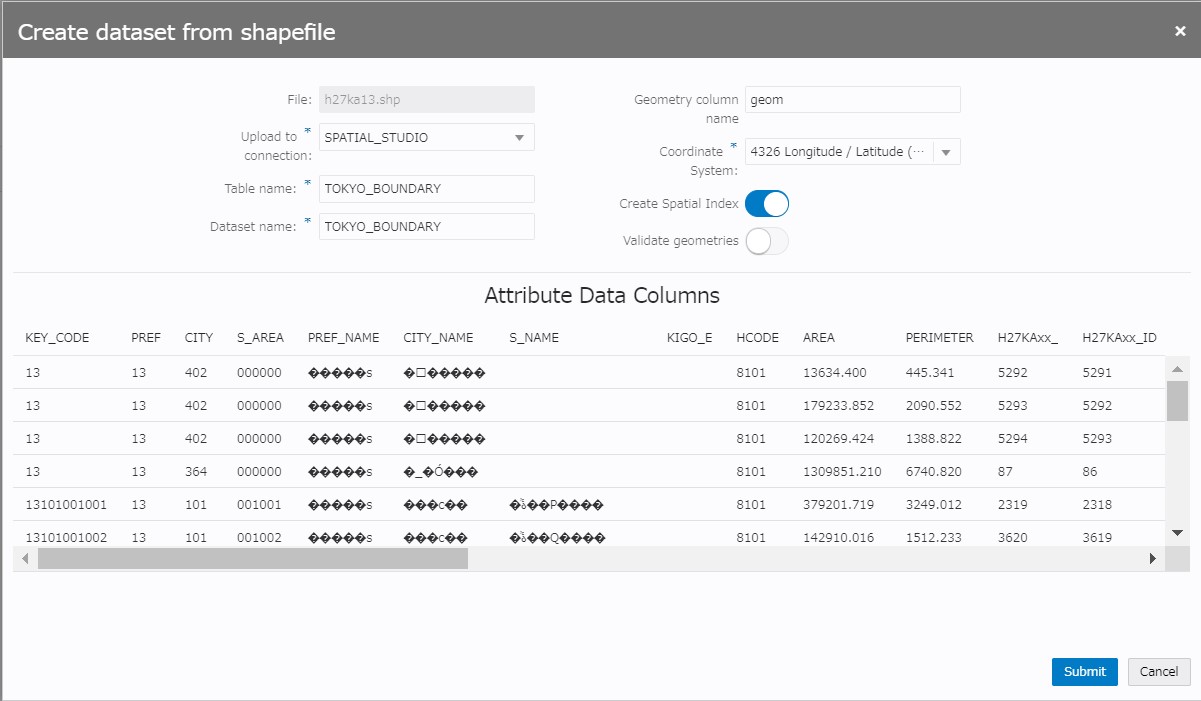 Create dataset from shapefile ×
File: h27ka13.shp
Upload to connection: * SPATIAL_STUDIO
Table name: * TOKYO_BOUNDARY
Dataset name: * TOKYO_BOUNDARY
Geometry column name geom
Coordinate System: * 4326 Longitude / Latitude (···
Create Spatial Index
Validate geometries
Attribute Data Columns
KEY_CODE PREF CITY S_AREA PREF_NAME CITY_NAME S_NAME KIGO_E HCODE AREA PERIMETER H27KAxx_ H27KAxx_ID
13 13 402 000000 �����s �□����� 8101 13634.400 445.341 5292 5291
13 13 402 000000 �����s �□����� 8101 179233.852 2090.552 5293 5292
13 13 402 000000 �����s �□����� 8101 120269.424 1388.822 5294 5293
13 13 364 000000 �����s �_�Ó��� 8101 1309851.210 6740.820 87 86
13101001001 13 101 001001 �����s ���c�� 8101 379201.719 3249.012 2319 2318
13101001002 13 101 001002 �����s ���c�� 8101 142910.016 1512.233 3620 3619
Submit Cancel